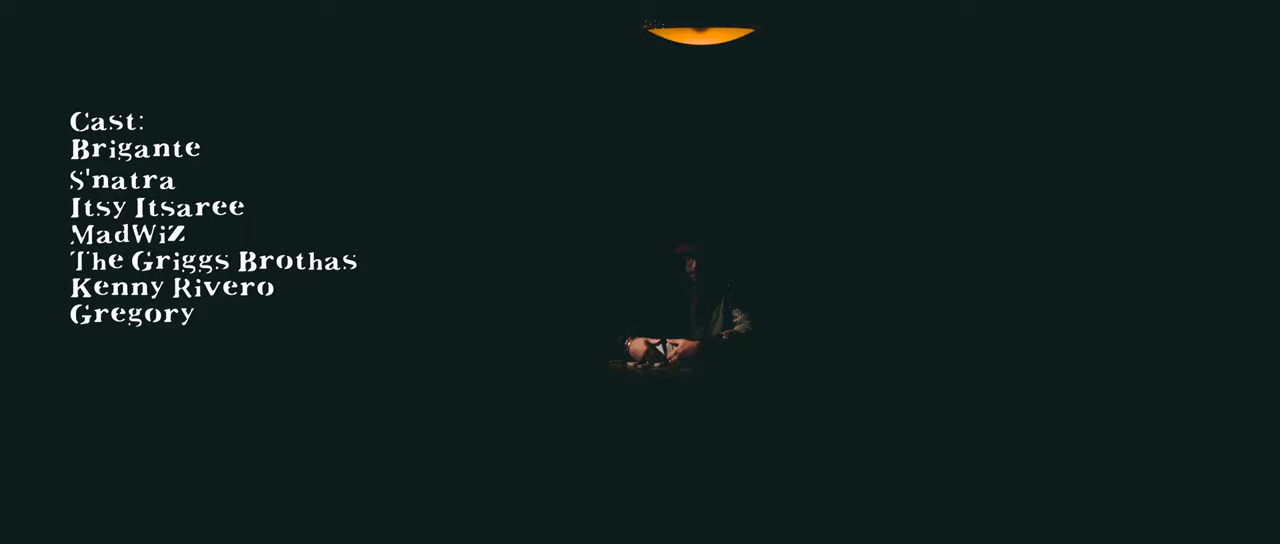 Cast:
Brigante
S'natra
Itsy Itsaree
MadWiZ
The Griggs Brothas
Kenny Rivero
Gregory